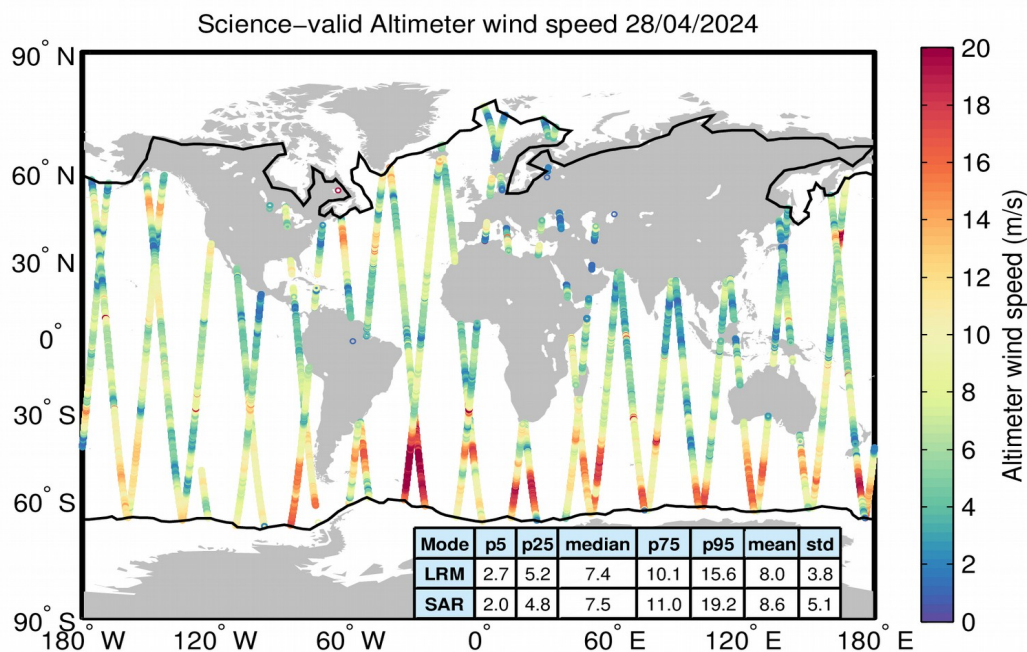 Science-valid Altimeter wind speed 28/04/2024
90° N
60° N
30° N
0°
30° S
60° S
90° S
180° W
120° W
60° W
0°
60° E
120° E
180° E
20
18
16
14
12
10
8
6
4
2
0
Altimeter wind speed (m/s)
Mode p5 p25 median p75 p95 mean std
LRM 2.7 5.2 7.4 10.1 15.6 8.0 3.8
SAR 2.0 4.8 7.5 11.0 19.2 8.6 5.1